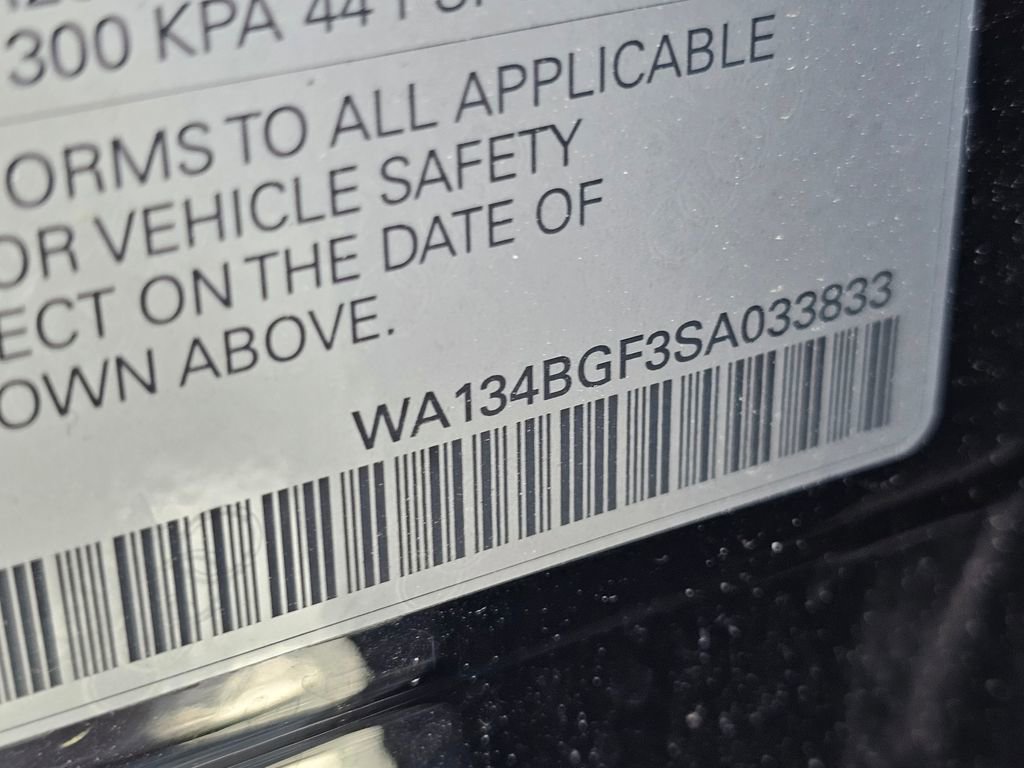 300 KPA 44
ORMS TO ALL APPLICABLE
OR VEHICLE SAFETY
ECT ON THE DATE OF
OWN ABOVE.
WA134BGF3SA033833